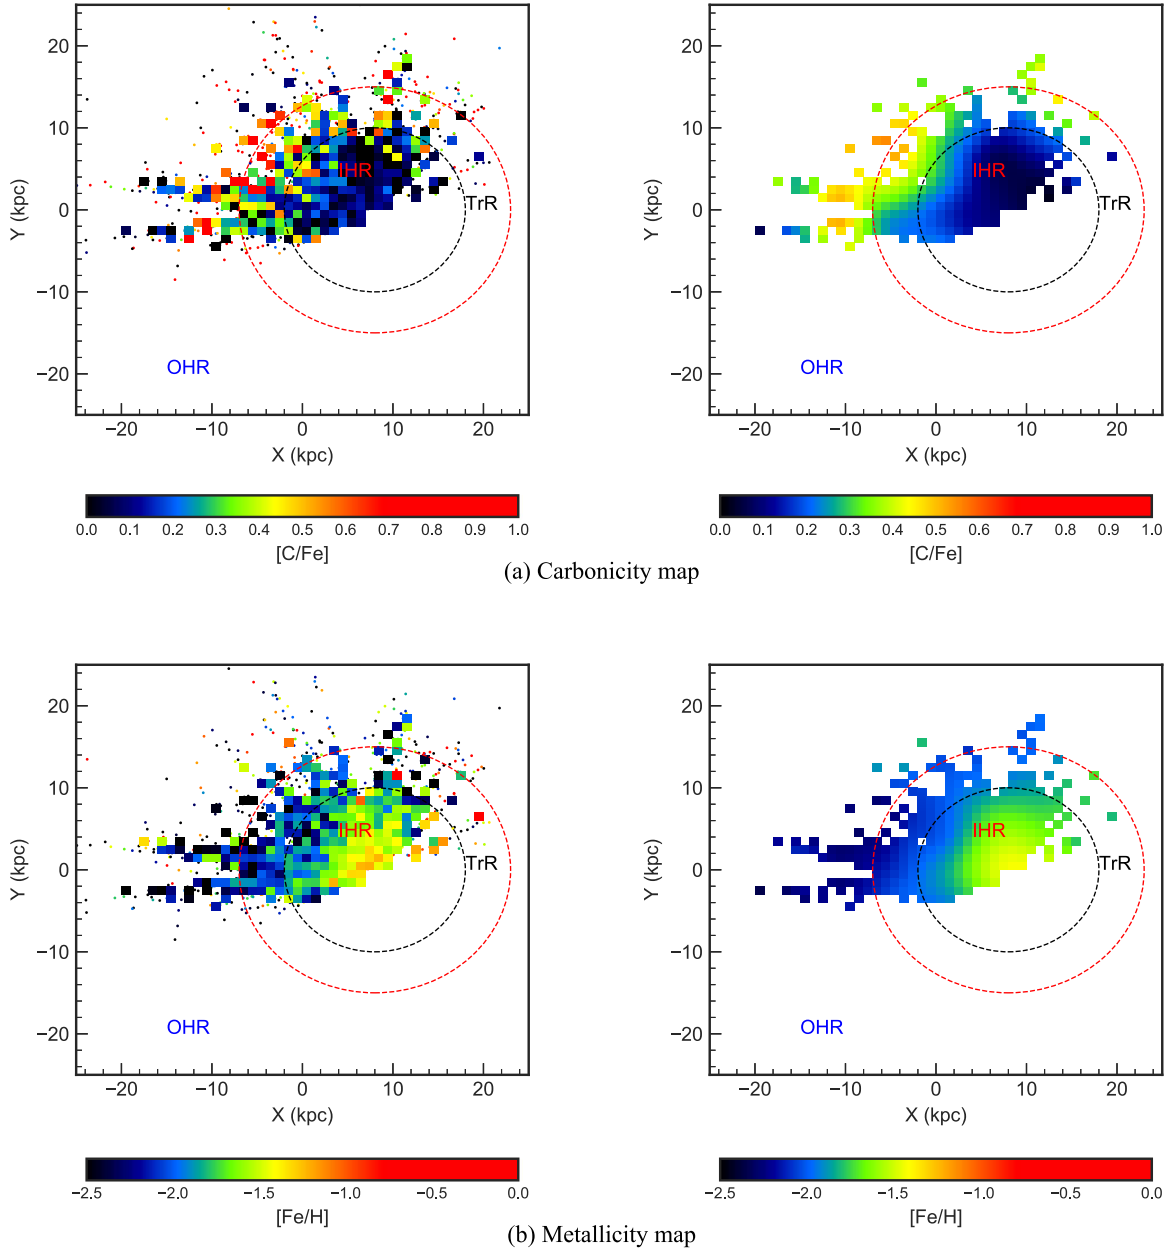 20
10
0
−10
−20
Y (kpc)
IHR
TrR
OHR
−20 −10 0 10 20
X (kpc)
0.0 0.1 0.2 0.3 0.4 0.5 0.6 0.7 0.8 0.9 1.0
[C/Fe]
20
10
0
−10
−20
Y (kpc)
IHR
TrR
OHR
−20 −10 0 10 20
X (kpc)
0.0 0.1 0.2 0.3 0.4 0.5 0.6 0.7 0.8 0.9 1.0
[C/Fe]
(a) Carbonicity map
20
10
0
−10
−20
Y (kpc)
IHR
TrR
OHR
−20 −10 0 10 20
X (kpc)
−2.5 −2.0 −1.5 −1.0 −0.5 0.0
[Fe/H]
20
10
0
−10
−20
Y (kpc)
IHR
TrR
OHR
−20 −10 0 10 20
X (kpc)
−2.5 −2.0 −1.5 −1.0 −0.5 0.0
[Fe/H]
(b) Metallicity map